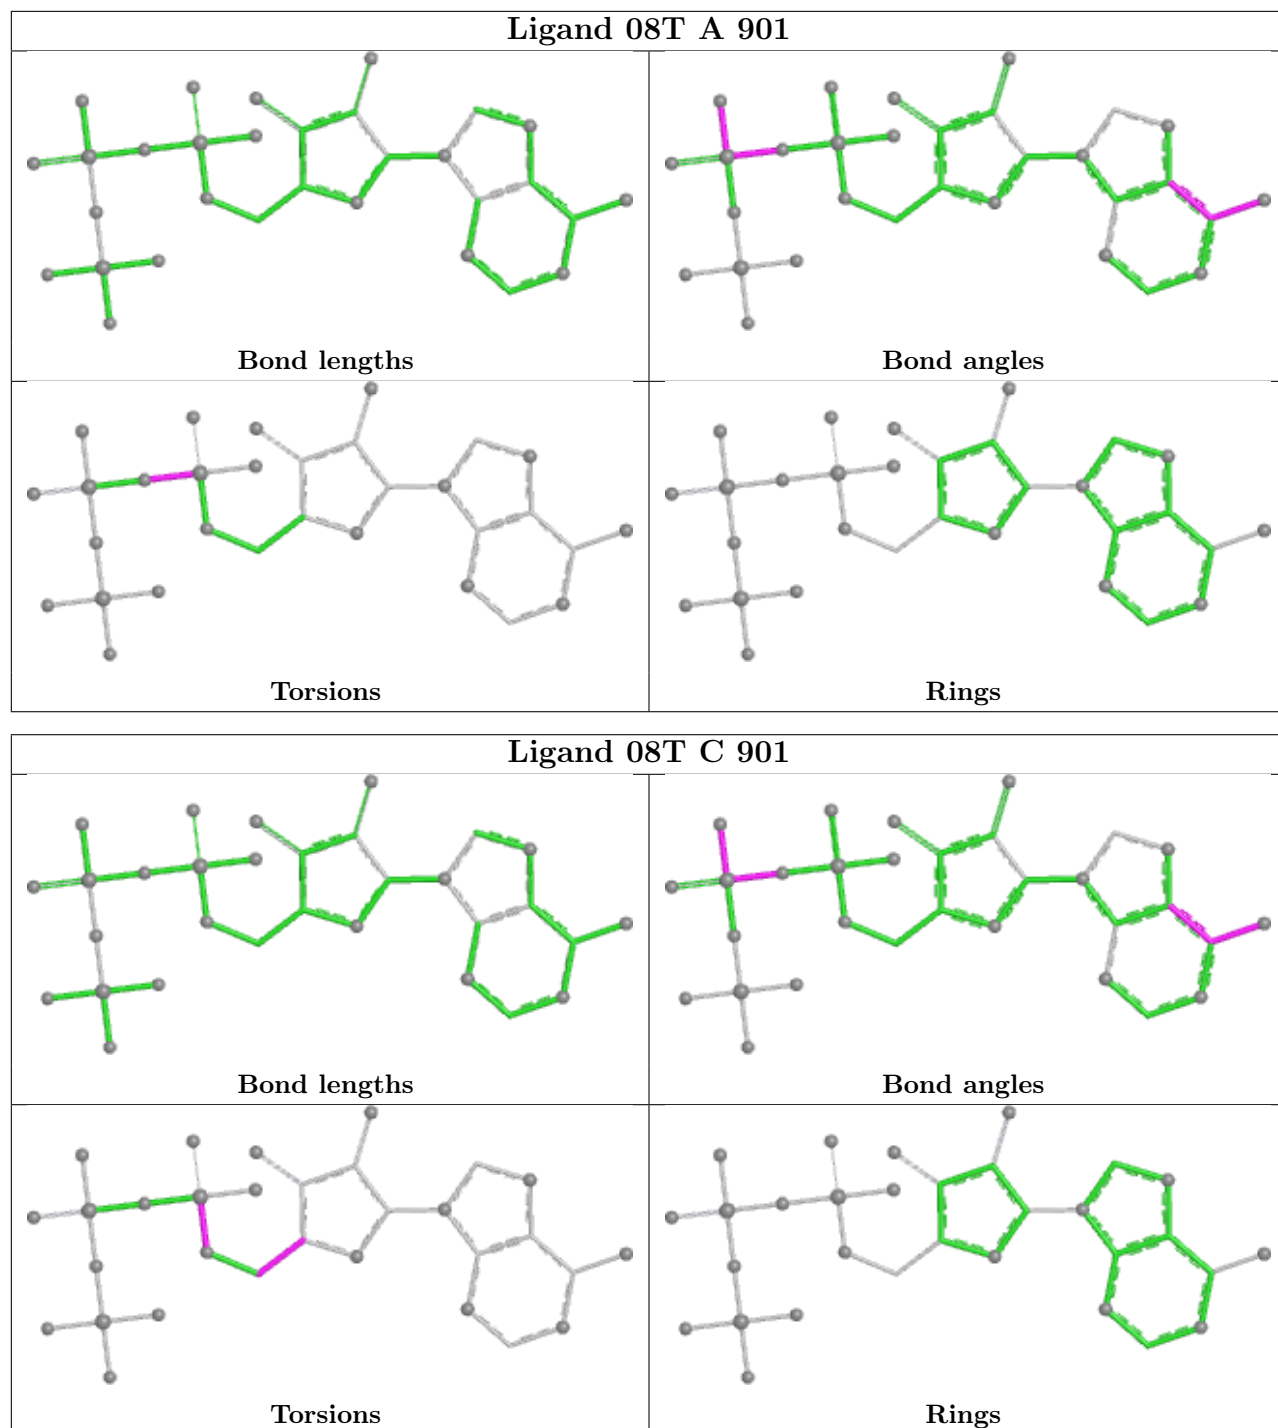 Ligand 08T A 901
Bond lengths
Bond angles
Torsions
Rings
Ligand 08T C 901
Bond lengths
Bond angles
Torsions
Rings